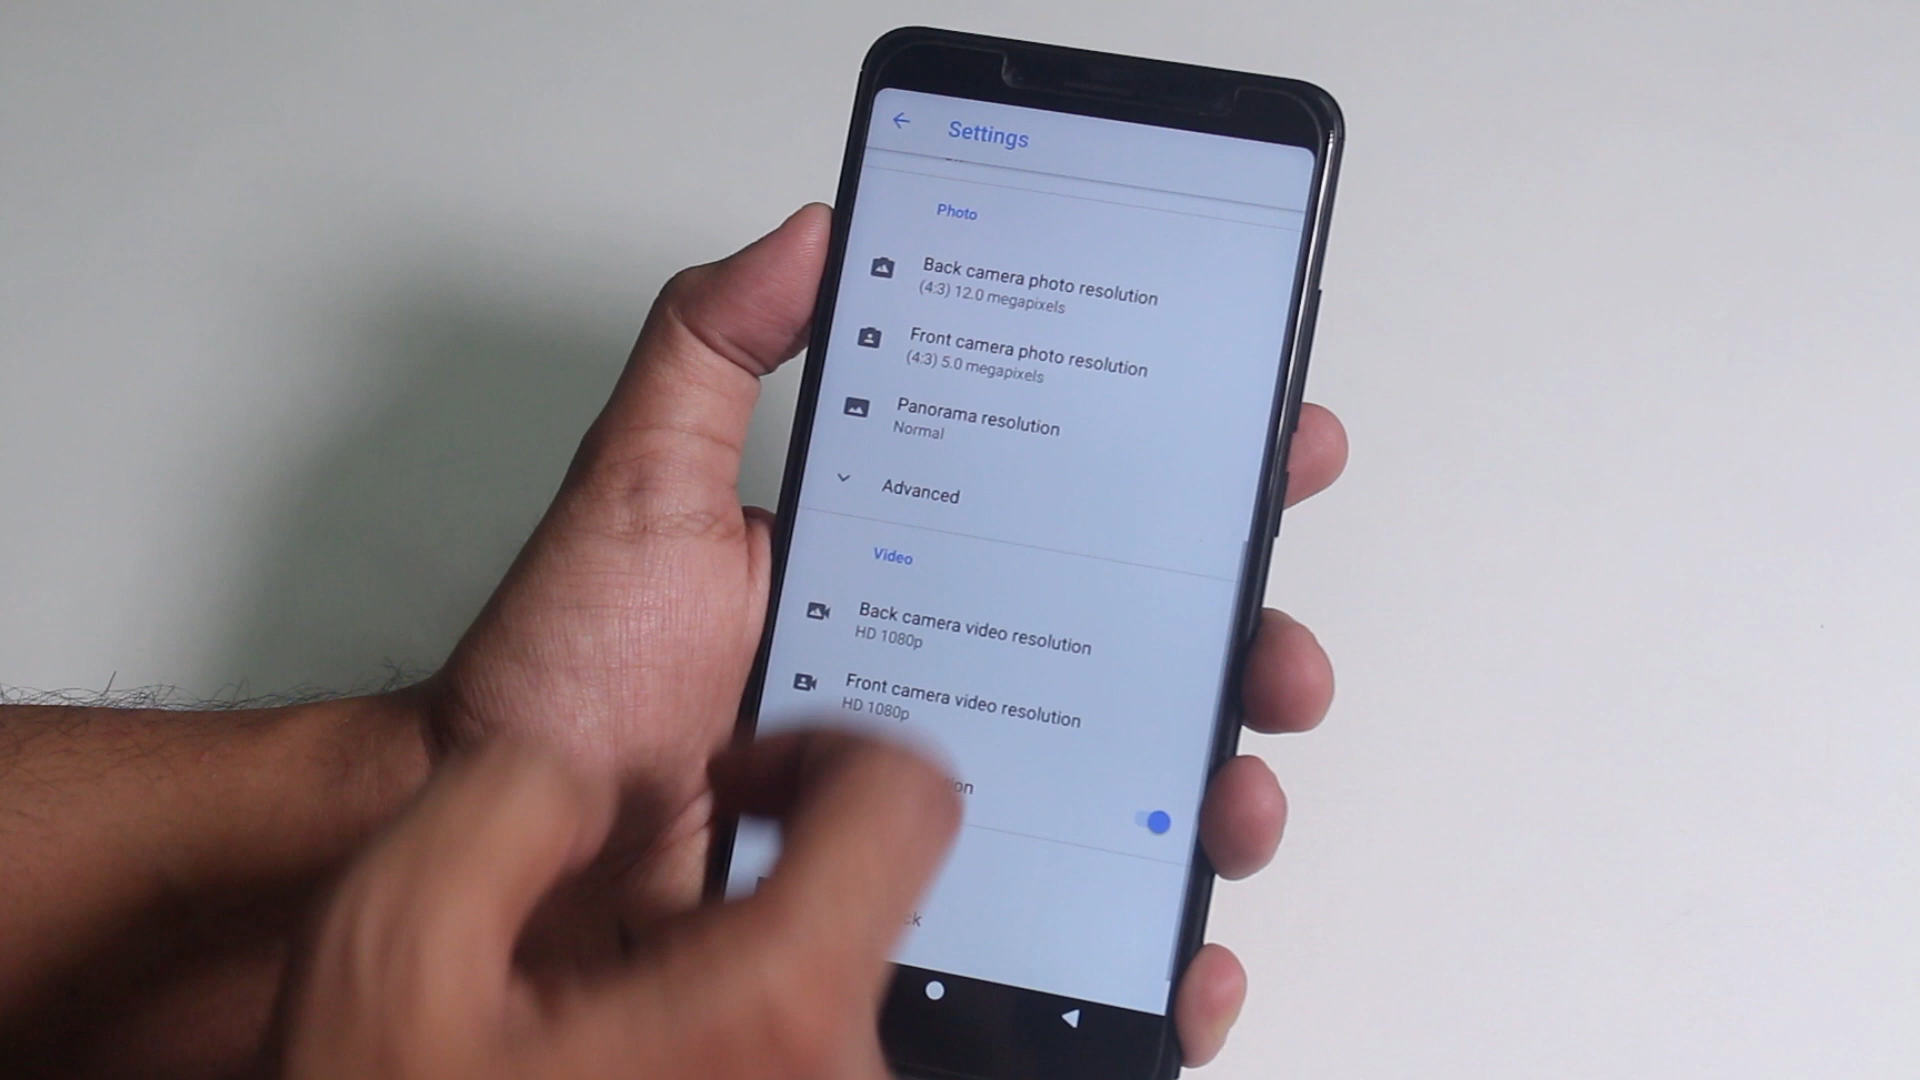 Settings
Photo
Back camera photo resolution
(4:3) 12.0 megapixels
Front camera photo resolution
(4:3) 5.0 megapixels
Panorama resolution
Normal
Advanced
Video
Back camera video resolution
HD 1080p
Front camera video resolution
HD 1080p